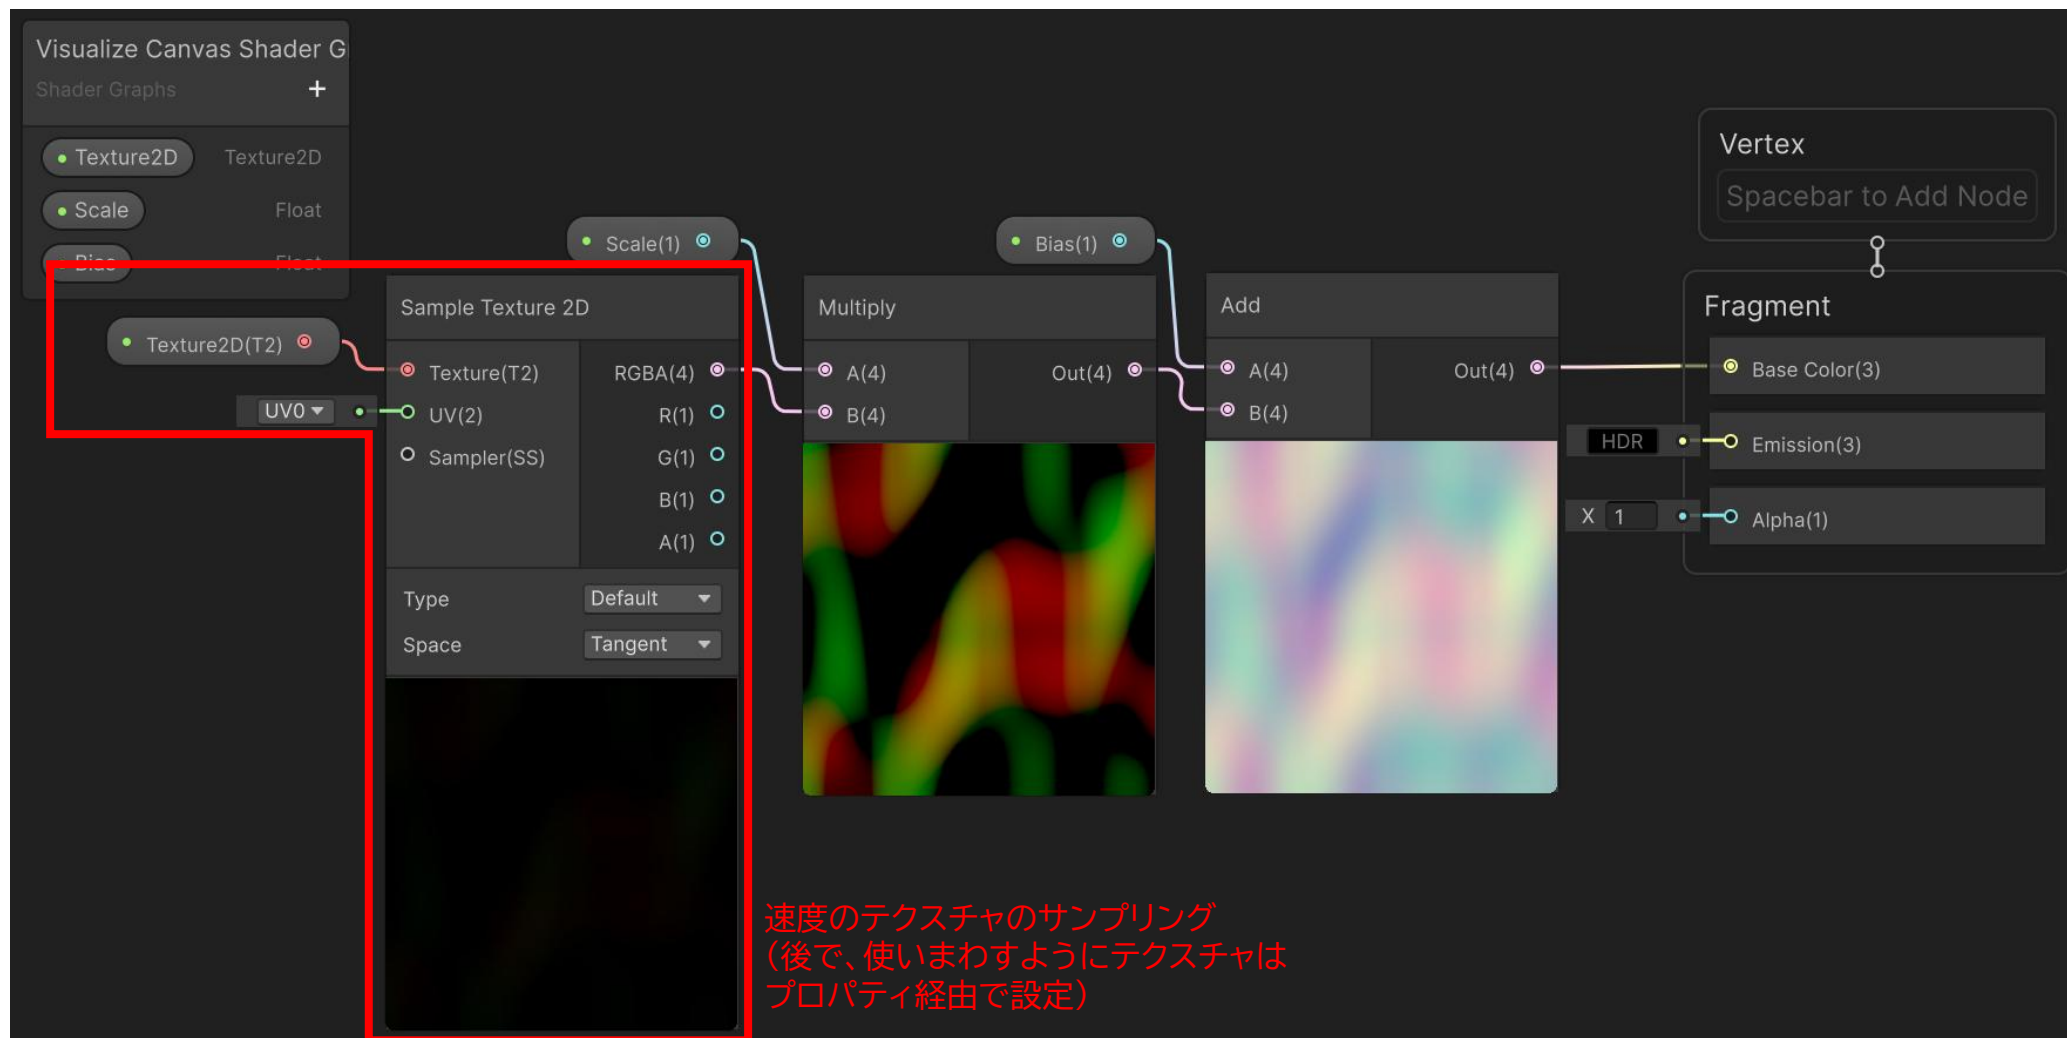 Visualize Canvas Shader G
Shader Graphs
+
Texture2D Texture2D
Scale Float
Bias Float
Texture2D(T2)
UV0
Scale(1)
Sample Texture 2D
Texture(T2) RGBA(4)
UV(2) R(1)
Sampler(SS) G(1)
B(1)
A(1)
Type Default
Space Tangent
Multiply
A(4) Out(4)
B(4)
Bias(1)
Add
A(4) Out(4)
B(4)
Vertex
Spacebar to Add Node
Fragment
Base Color(3)
HDR Emission(3)
X 1 Alpha(1)
速度のテクスチャのサンプリング
(後で、使いまわすようにテクスチャは
プロパティ経由で設定)